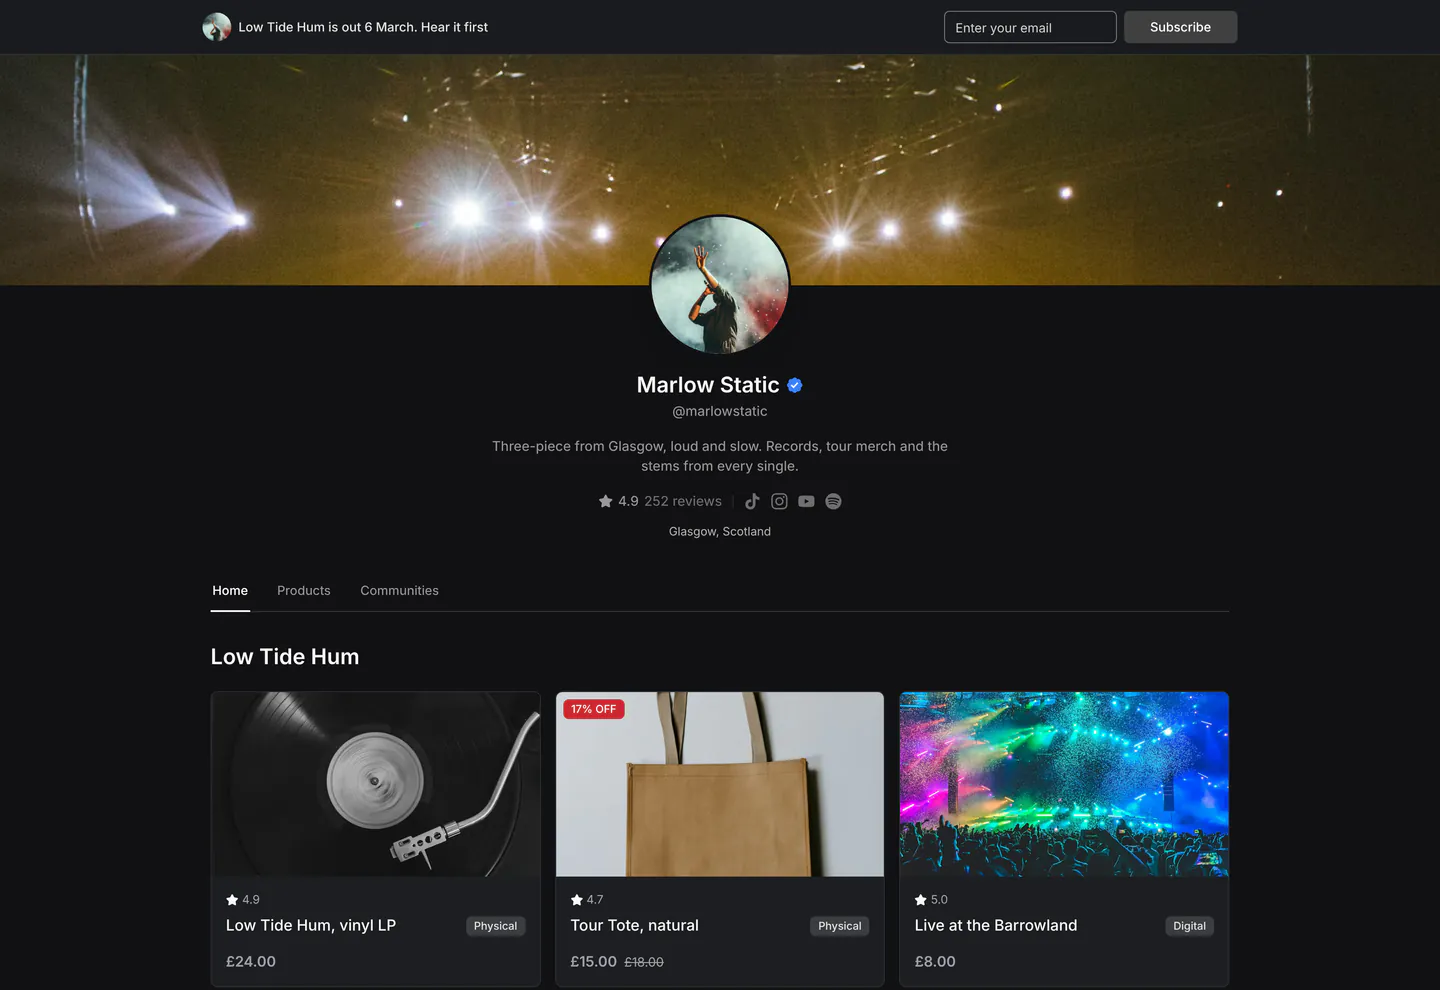 Low Tide Hum is out 6 March. Hear it first
Enter your email
Subscribe
Marlow Static
@marlowstatic
Three-piece from Glasgow, loud and slow. Records, tour merch and the
stems from every single.
4.9 252 reviews
Glasgow, Scotland
Home
Products
Communities
Low Tide Hum
4.9
Low Tide Hum, vinyl LP
Physical
£24.00
17% OFF
4.7
Tour Tote, natural
Physical
£15.00 £18.00
5.0
Live at the Barrowland
Digital
£8.00